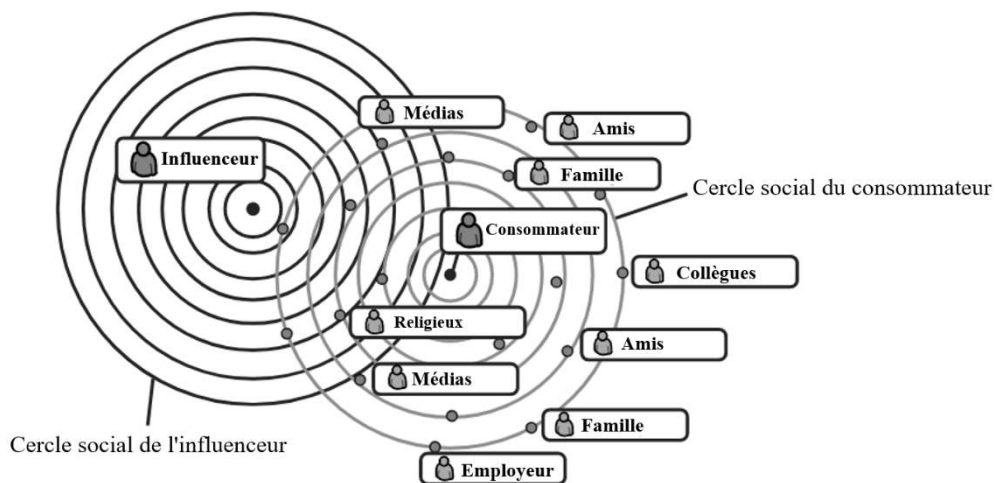 Médias
Amis
Influenceur
Famille
Cercle social du consommateur
Consommateur
Collègues
Religieux
Amis
Médias
Famille
Cercle social de l'influenceur
Employeur